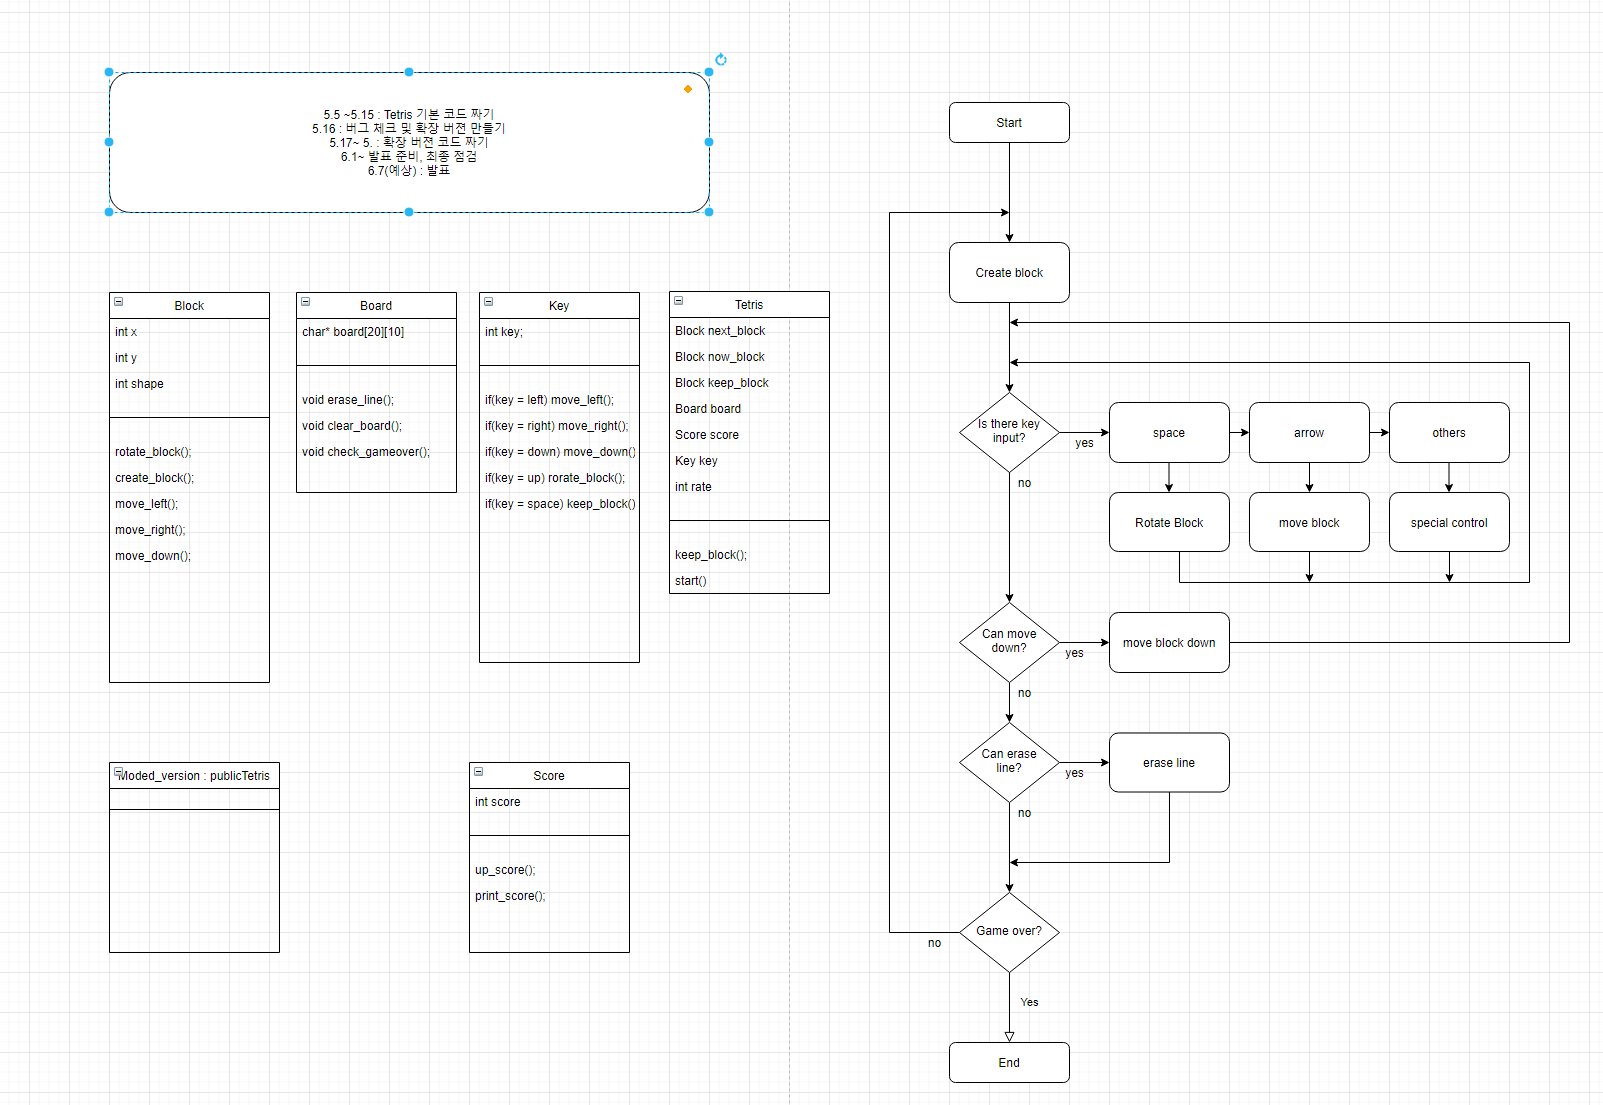 5.5 ~5.15 : Tetris 기본 코드 짜기
5.16 : 버그 체크 및 확장 버젼 만들기
5.17~ 5. : 확장 버젼 코드 짜기
6.1~ 발표 준비, 최종 점검
6.7(예상) : 발표
Block
int x
int y
int shape
rotate_block();
create_block();
move_left();
move_right();
move_down();
Board
char* board[20][10]
void erase_line();
void clear_board();
void check_gameover();
Key
int key;
if(key = left) move_left();
if(key = right) move_right();
if(key = down) move_down()
if(key = up) rorate_block();
if(key = space) keep_block()
Tetris
Block next_block
Block now_block
Block keep_block
Board board
Score score
Key key
int rate
keep_block();
start()
Moded_version : publicTetris
Score
int score
up_score();
print_score();
Start
Create block
Is there key
input?
yes
no
space
arrow
others
Rotate Block
move block
special control
Can move
down?
yes
no
move block down
Can erase
line?
yes
no
erase line
Game over?
no
Yes
End